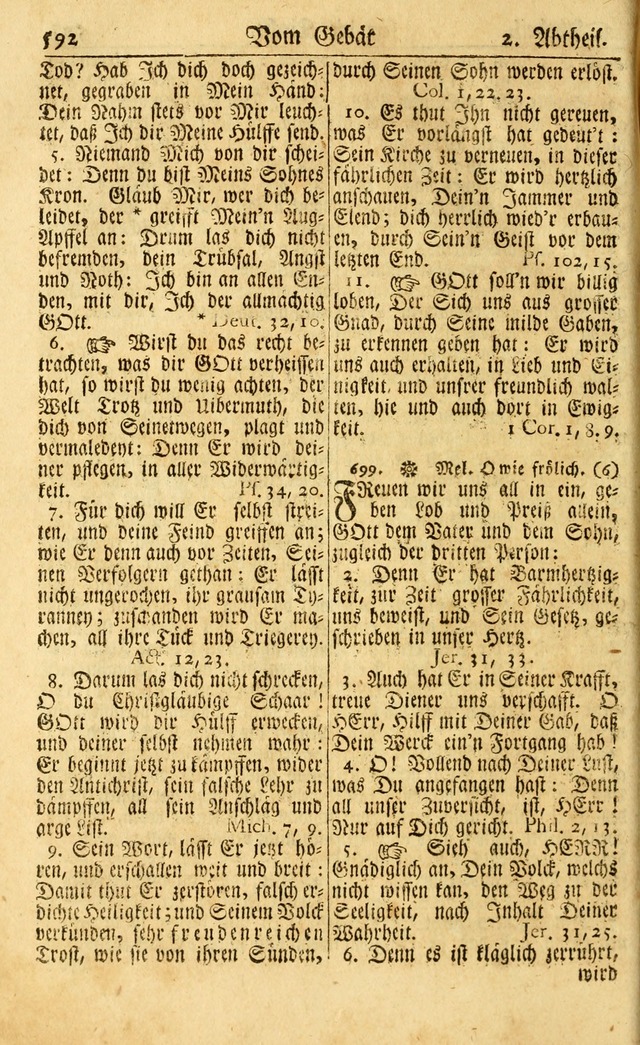 592 Vom Gebät 2. Abtheil.
Tod? Hab Ich dich doch gezeich-
net, gegraben in Mein Händ:
Dein Nahm stets vor Mir leuch-
tet, daß Ich dir Meine Hülffe send.
5. Niemand Mich von dir schei-
det: Denn du bist Meins Sohnes
Kron. Gläub Mir, wer dich be-
leidet, der * greifft Mein'n Aug-
Apffel an: Drum las dich nicht
befremden, dein Trübsal, Angst
und Noth: Ich bin an allen En-
den, mit dir, Ich der allmächtig
GOtt. * Deut. 32, 10.
6. ☞ Wirst du das recht be-
trachten, was dir GOtt verheissen
hat, so wirst du wenig achten, der
Welt Trotz und Uibermuth, die
dich von Seinetwegen, plagt und
vermaledeyt: Denn Er wird dei-
ner pflegen, in aller Widerwärtig-
keit. Ps. 34, 20.
7. Für dich will Er selbst strei-
ten, und deine Feind greiffen an;
wie Er denn auch vor Zeiten, Sei-
nen Verfolgern gethan: Er läfft
nicht ungerochen, ihr grausam Ty-
ranney; zuschanden wird Er ma-
chen, all ihre Tück und Triegerey.
Act. 12, 23.
8. Darum las dich nicht schrecken,
O du Christgläubige Schaar!
GOtt wird dir Hülff erwecken,
und deiner selbst nehmen wahr:
Er beginnt jetzt zu kämpffen, wider
den Antichrist, sein falsche Lehr zu
dämpffen, all sein Anschläg und
arge List. Mich. 7, 9.
9. Sein Wort, lässt Er jetzt hö-
ren, und erschallen weit und breit:
Damit thut Er zerstören, falsch er-
dichte Heiligkeit; und Seinem Volck
verkünden, sehr freudenreichen
Trost, wie sie von ihren Sünden,
durch Seinen Sohn werden erlöst.
Col. 1, 22. 23.
10. Es thut Ihn nicht gereuen,
was Er vorlängst hat gedeut't:
Sein Kirche zu verneuen, in dieser
fährlichen Zeit: Er wird hertzlich
anschauen, Dein'n Jammer und
Elend; dich herrlich wied'r erbau-
en, durch Sein'n Geist vor dem
letzten End. Ps. 102, 15.
11. ☞ GOtt soll'n wir billig
loben, Der Sich uns aus grosser
Gnad, durch Seine milde Gaben,
zu erkennen geben hat: Er wird
uns auch erhalten, in Lieb und Ei-
nigkeit, und unsrer freundlich wal-
ten, hie und auch dort in Ewig-
keit. 1 Cor. 1, 8. 9.
699. ❋ Mel. O wie frölich. (6)
FReuen wir uns all in ein, ge-
ben Lob und Preiß allein,
GOtt dem Vater und dem Sohn,
zugleich der dritten Person:
2. Denn Er hat Barmhertzig-
keit, zur Zeit grosser Fährlichkeit,
uns beweist, und Sein Gesetz, ge-
schrieben in unser Hertz.
Jer. 31, 33.
3. Auch hat Er in Seiner Krafft,
treue Diener uns verschafft. O
HErr, Hilff mit Deiner Gab, daß
Dein Werck ein'n Fortgang hab!
4. O! Vollend nach Deiner Lust,
was Du angefangen hast: Denn
all unser Zuversicht, ist, HErr!
Nur auf Dich gericht. Phil. 2, 13.
5. ☞ Sieh auch, HERR!
Gnädiglich an, Dein Volck, welchs
nicht wissen kan, den Weg zu der
Seeligkeit, nach Inhalt Deiner
Wahrheit. Jer. 31, 25.
6. Denn es ist kläglich zerrührt,
wird